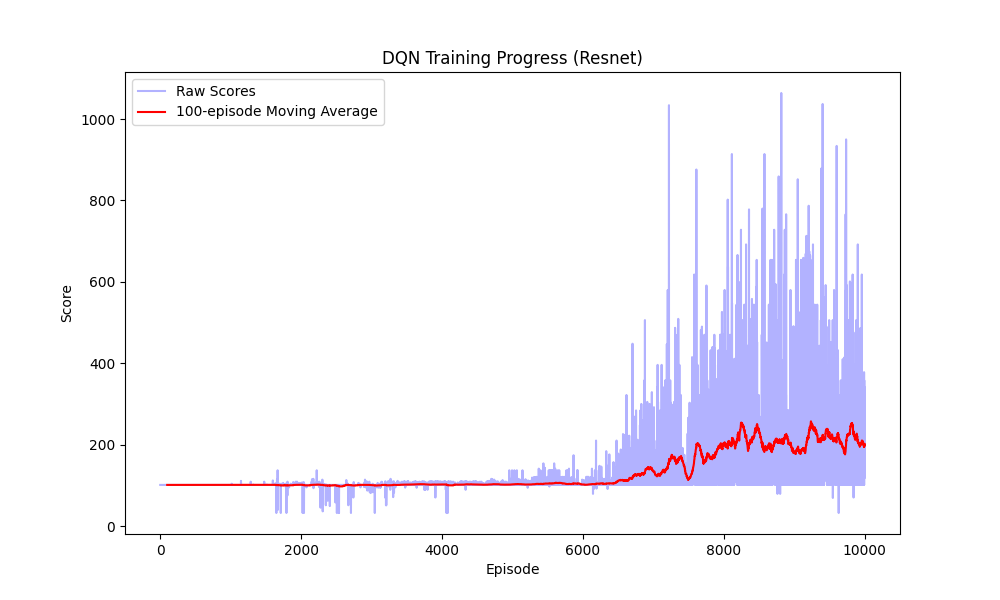 DQN Training Progress (Resnet)
Raw Scores
100-episode Moving Average
Score
1000
800
600
400
200
0
0 2000 4000 6000 8000 10000
Episode